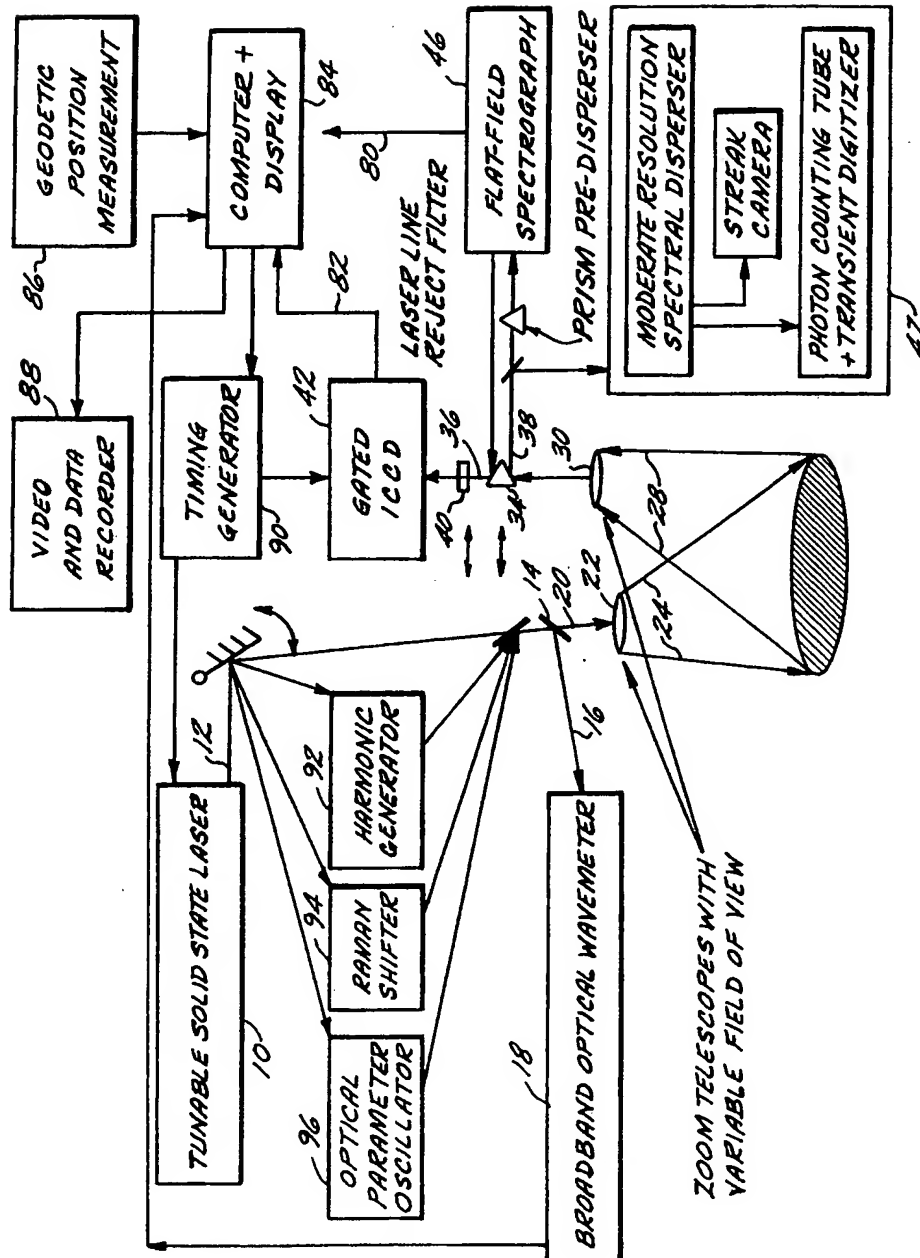 VIDEO
AND DATA
RECORDER
88
GEODETIC
POSITION
MEASUREMENT
86
TIMING
GENERATOR
90
COMPUTER +
DISPLAY
84
82
80
GATED
ICCD
42
FLAT-FIELD
SPECTROGRAPH
46
LASER LINE
REJECT FILTER
PRISM PRE-DISPERSER
36
40
38
34
30
28
MODERATE RESOLUTION
SPECTRAL DISPERSER
STREAK
CAMERA
PHOTON COUNTING TUBE
+TRANSIENT DIGITIZER
47
TUNABLE SOLID STATE LASER
10
12
HARMONIC
GENERATOR
92
RAMAN
SHIFTER
94
OPTICAL
PARAMETER
OSCILLATOR
96
14
20
16
22
24
BROADBAND OPTICAL WAVEMETER
18
ZOOM TELESCOPES WITH
VARIABLE FIELD OF VIEW